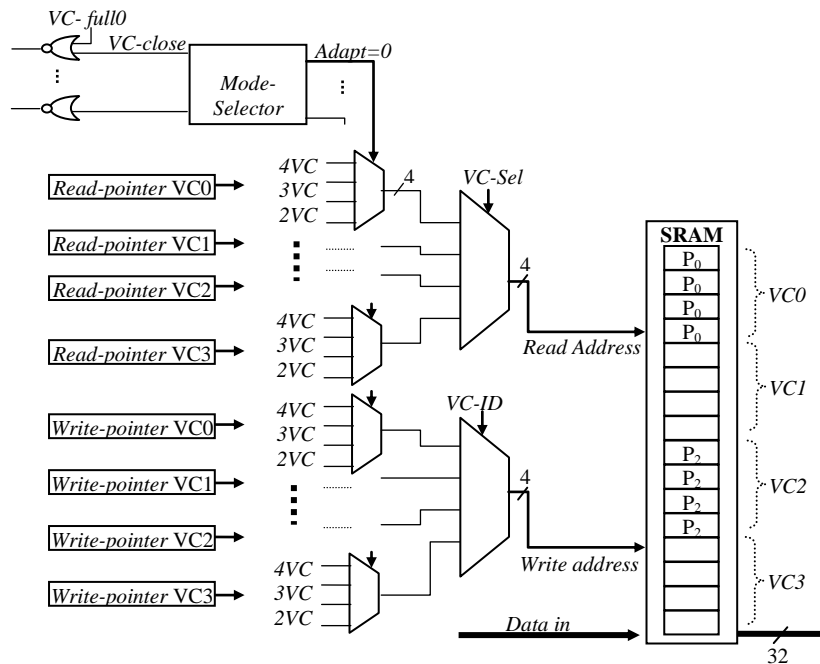 VC- full0
VC-close
Adapt=0
Mode-
Selector
4VC
3VC
2VC
4
VC-Sel
Read-pointer VC0
Read-pointer VC1
Read-pointer VC2
Read-pointer VC3
4VC
3VC
2VC
4
Read Address
SRAM
P0
P0
P0
P0
P2
P2
P2
P2
VC0
VC1
VC2
VC3
Write-pointer VC0
Write-pointer VC1
Write-pointer VC2
Write-pointer VC3
4VC
3VC
2VC
VC-ID
4
Write address
4VC
3VC
2VC
Data in
32